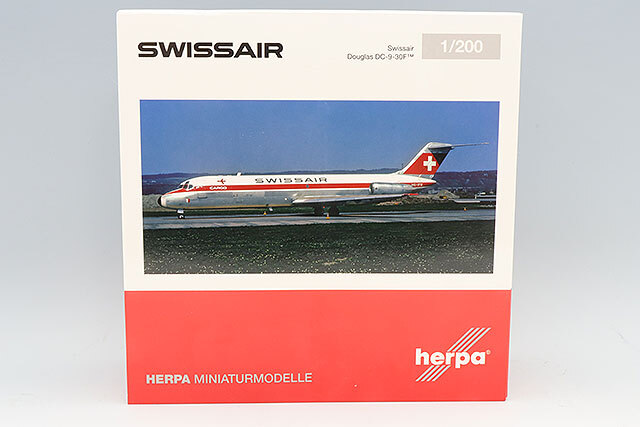 SWISSAIR
Swissair
Douglas DC-9-30F™
1/200
SWISSAIR
CARGO
herpa®
HERPA MINIATURMODELLE